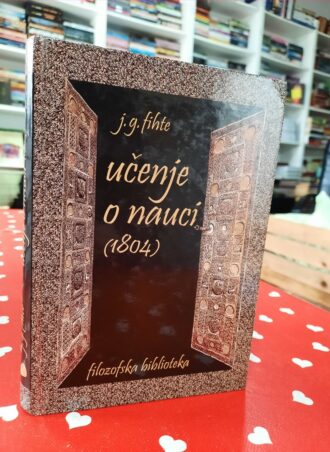 j.g.fihte
učenje
o nauci
(1804)
filozofska biblioteka